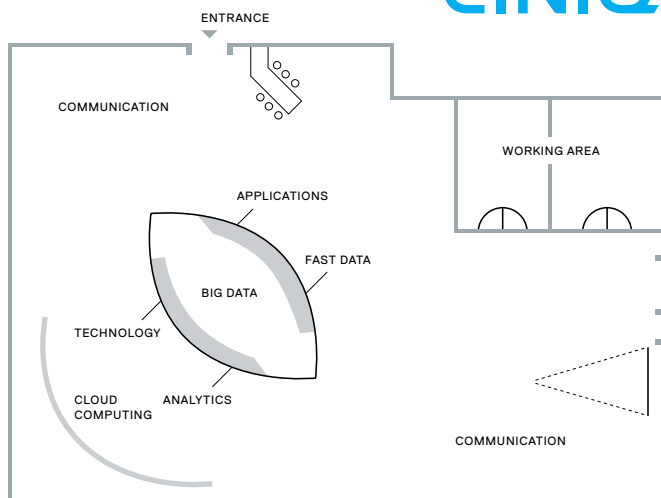 ENTRANCE
COMMUNICATION
WORKING AREA
APPLICATIONS
FAST DATA
BIG DATA
TECHNOLOGY
CLOUD
COMPUTING
ANALYTICS
COMMUNICATION